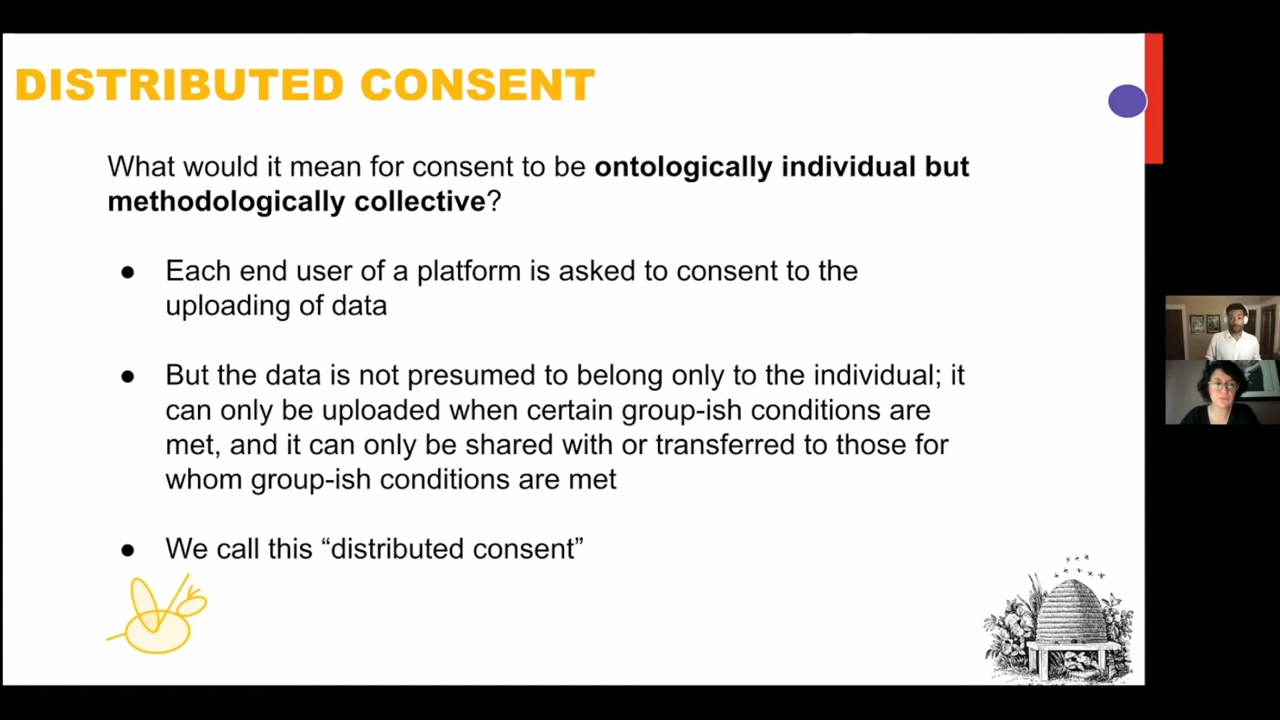 DISTRIBUTED CONSENT
What would it mean for consent to be ontologically individual but
methodologically collective?
● Each end user of a platform is asked to consent to the
uploading of data
● But the data is not presumed to belong only to the individual; it
can only be uploaded when certain group-ish conditions are
met, and it can only be shared with or transferred to those for
whom group-ish conditions are met
● We call this “distributed consent”